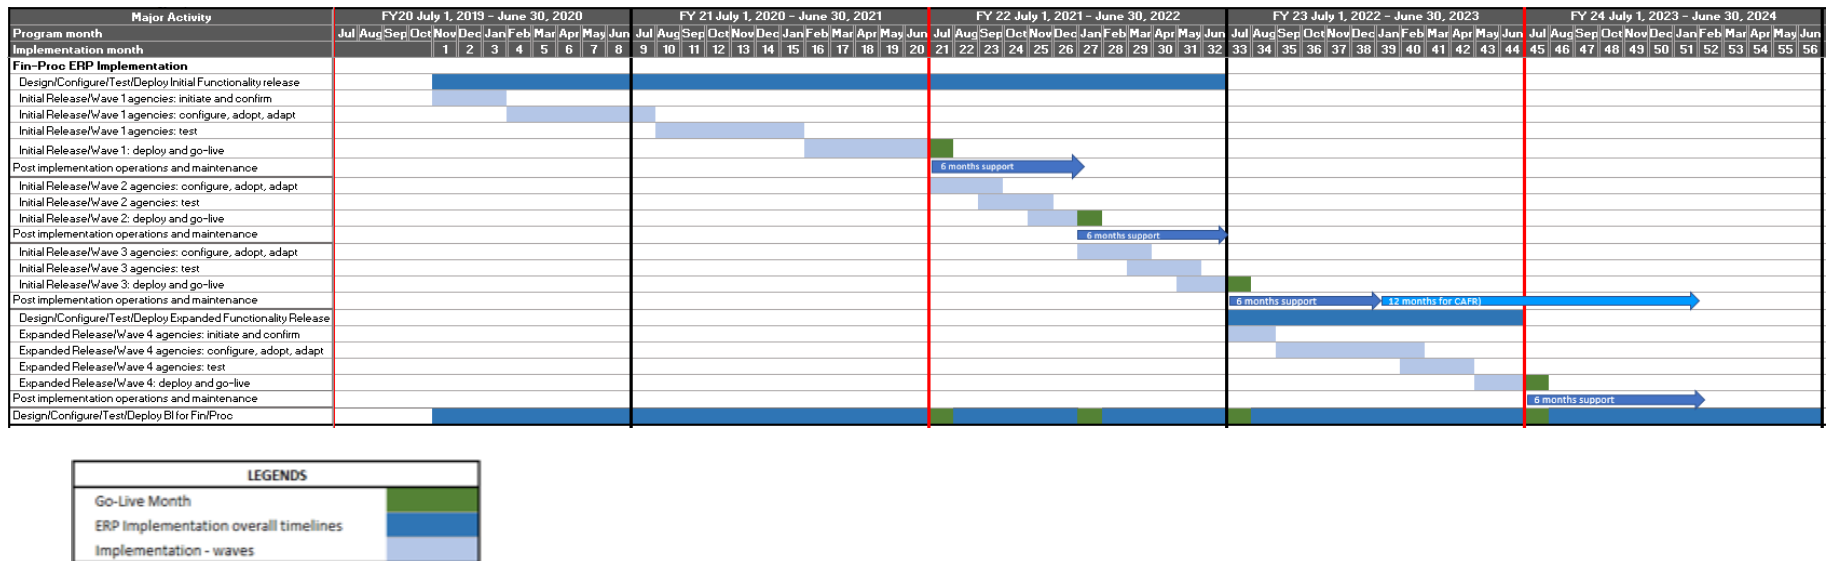 Major Activity FY20 July 1, 2019 - June 30, 2020 FY 21 July 1, 2020 - June 30, 2021 FY 22 July 1, 2021 - June 30, 2022 FY 23 July 1, 2022 - June 30, 2023 FY 24 July 1, 2023 - June 30, 2024
Program month Jul Aug Sep Oct Nov Dec Jan Feb Mar Apr May Jun Jul Aug Sep Oct Nov Dec Jan Feb Mar Apr May Jun Jul Aug Sep Oct Nov Dec Jan Feb Mar Apr May Jun Jul Aug Sep Oct Nov Dec Jan Feb Mar Apr May Jun Jul Aug Sep Oct Nov Dec Jan Feb Mar Apr May Jun
Implementation month 1 2 3 4 5 6 7 8 9 10 11 12 13 14 15 16 17 18 19 20 21 22 23 24 25 26 27 28 29 30 31 32 33 34 35 36 37 38 39 40 41 42 43 44 45 46 47 48 49 50 51 52 53 54 55 56
Fin-Proc ERP Implementation
Design/Configure/Test/Deploy Initial Functionality release
Initial Release/Wave 1 agencies: initiate and confirm
Initial Release/Wave 1 agencies: configure, adopt, adapt
Initial Release/Wave 1 agencies: test
Initial Release/Wave 1: deploy and go-live
Post implementation operations and maintenance 6 months support
Initial Release/Wave 2 agencies: configure, adopt, adapt
Initial Release/Wave 2 agencies: test
Initial Release/Wave 2: deploy and go-live
Post implementation operations and maintenance 6 months support
Initial Release/Wave 3 agencies: configure, adopt, adapt
Initial Release/Wave 3 agencies: test
Initial Release/Wave 3: deploy and go-live
Post implementation operations and maintenance 6 months support 12 months for CAFR)
Design/Configure/Test/Deploy Expanded Functionality Release
Expanded Release/Wave 4 agencies: initiate and confirm
Expanded Release/Wave 4 agencies: configure, adopt, adapt
Expanded Release/Wave 4 agencies: test
Expanded Release/Wave 4: deploy and go-live
Post implementation operations and maintenance 6 months support
Design/Configure/Test/Deploy BI for Fin/Proc
LEGENDS
Go-Live Month
ERP Implementation overall timelines
Implementation - waves